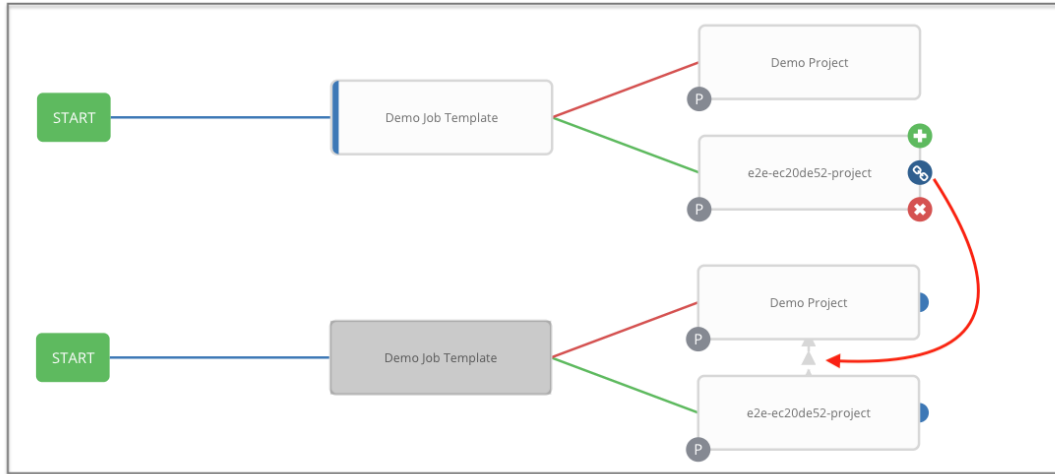 Demo Project
START
Demo Job Template
P
e2e-ec20de52-project
P
Demo Project
START
Demo Job Template
P
e2e-ec20de52-project
P